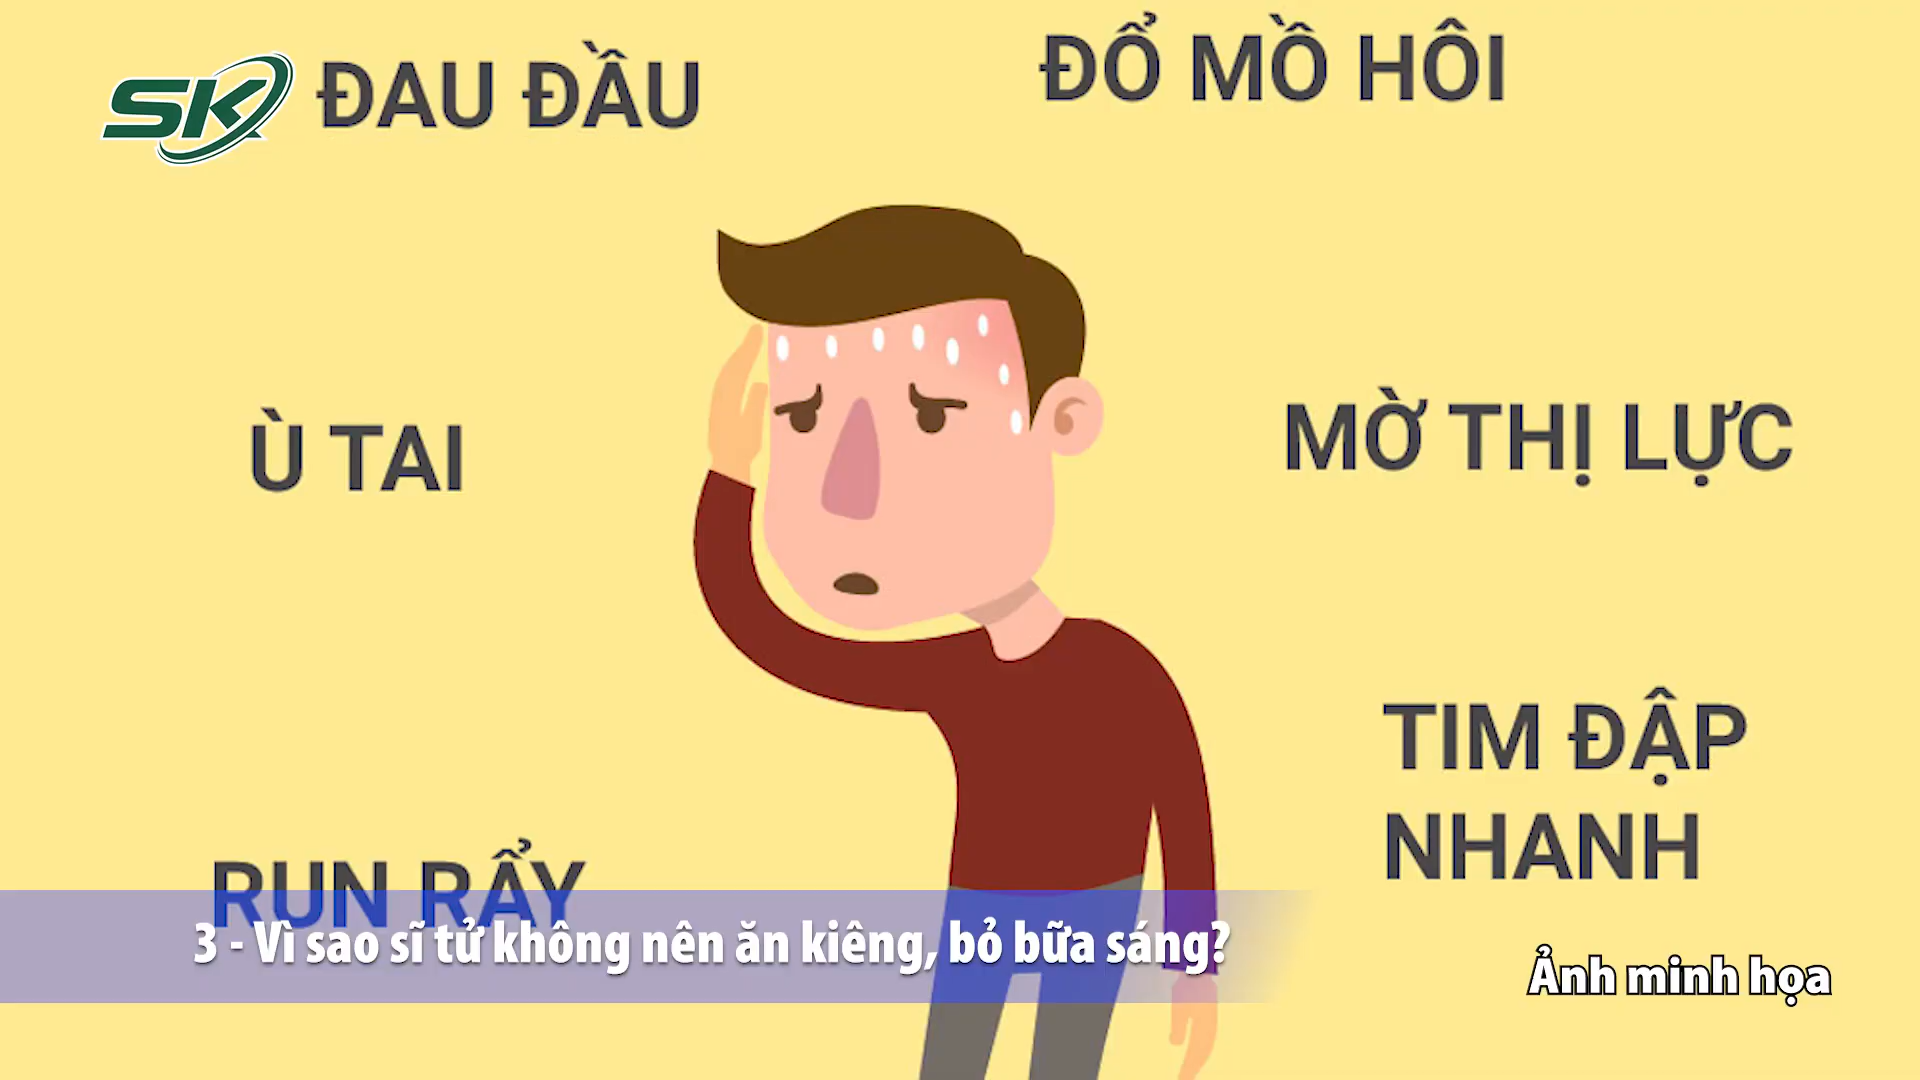 SK
ĐAU ĐẦU
ĐỔ MỒ HÔI
Ù TAI
MỜ THỊ LỰC
TIM ĐẬP
NHANH
RUN RẨY
3 - Vì sao sĩ tử không nên ăn kiêng, bỏ bữa sáng?
Ảnh minh họa